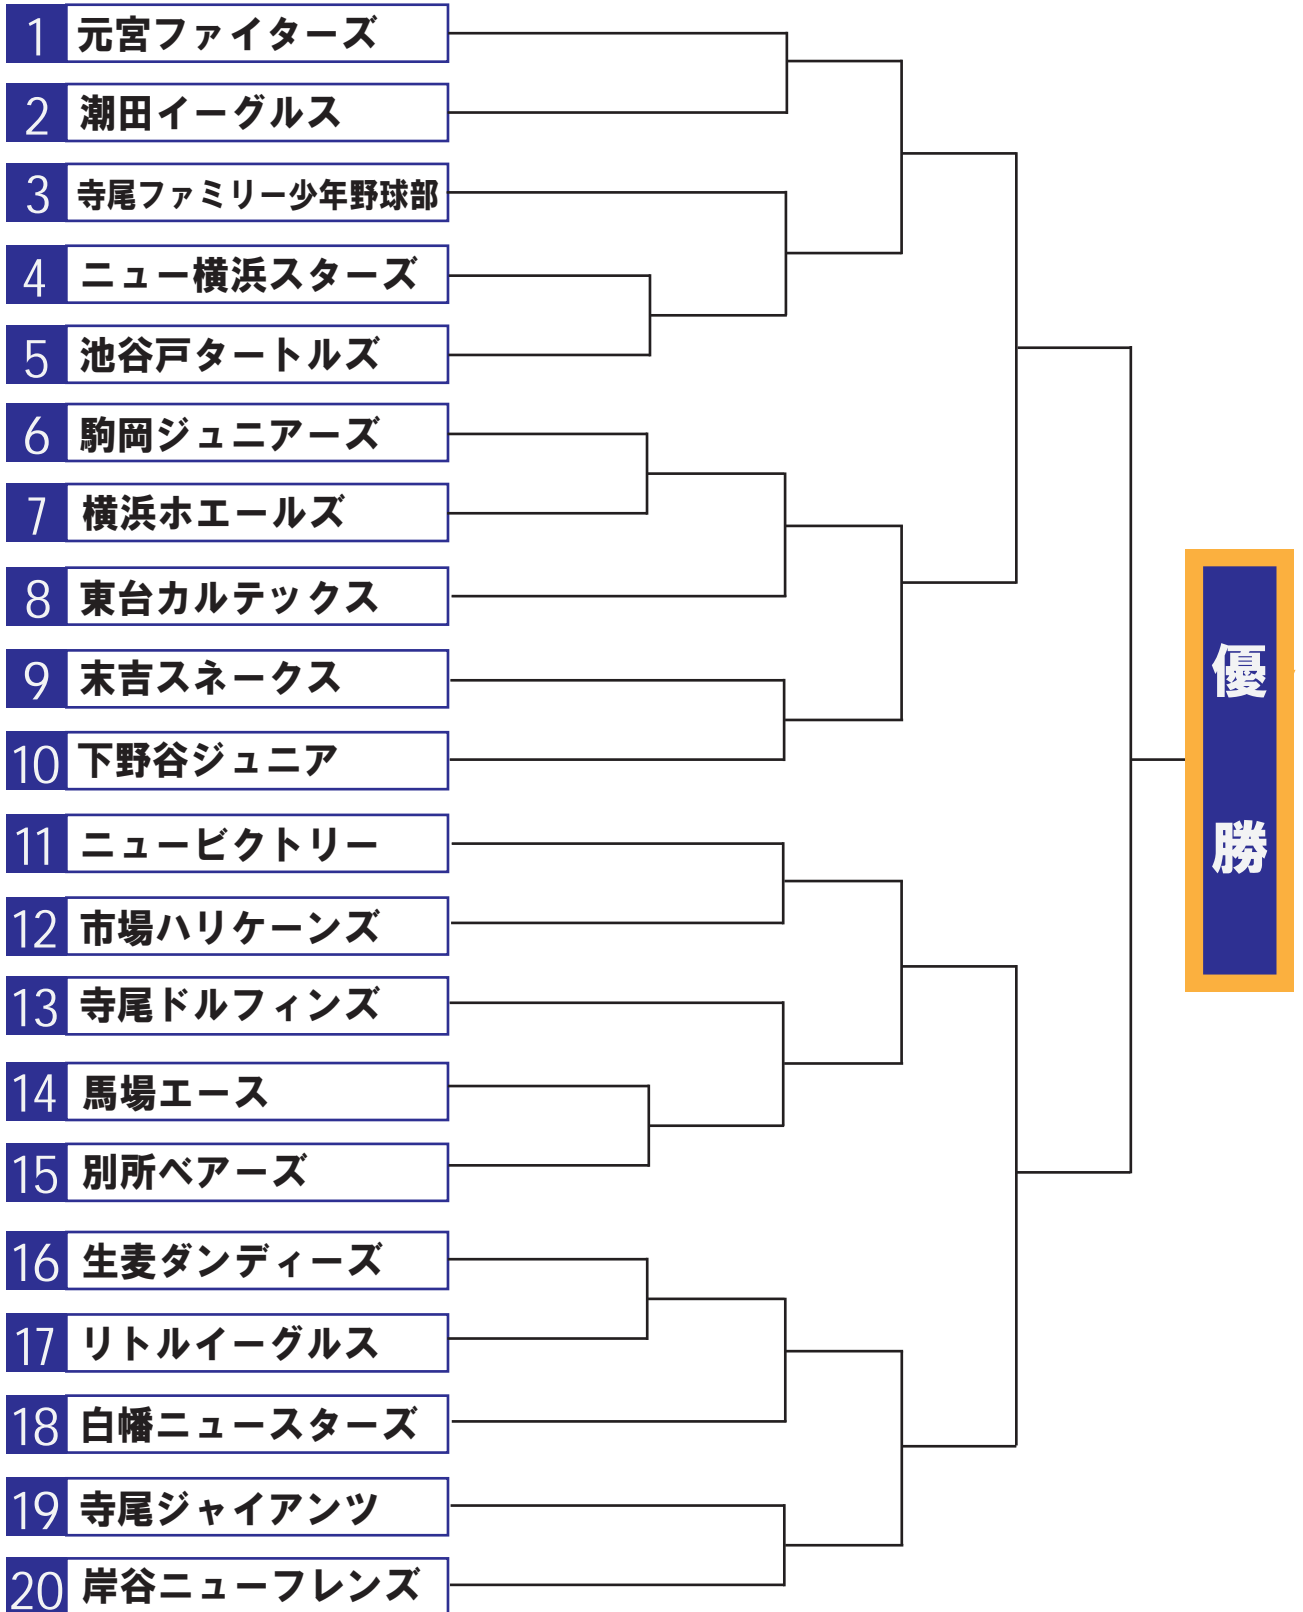 1 元宮ファイターズ
2 潮田イーグルス
3 寺尾ファミリー少年野球部
4 ニュー横浜スターズ
5 池谷戸タートルズ
6 駒岡ジュニアーズ
7 横浜ホエールズ
8 東台カルテックス
9 末吉スネークス
10 下野谷ジュニア
11 ニュービクトリー
12 市場ハリケーンズ
13 寺尾ドルフィンズ
14 馬場エース
15 別所ベアーズ
16 生麦ダンディーズ
17 リトルイーグルス
18 白幡ニュースターズ
19 寺尾ジャイアンツ
20 岸谷ニューフレンズ
優勝